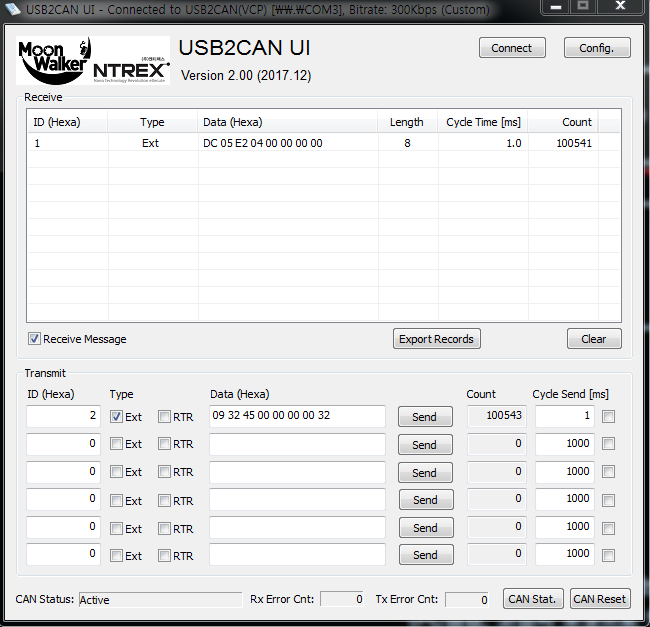 USB2CAN UI - Connected to USB2CAN(VCP) [₩₩.₩COM3], Bitrate: 300Kbps (Custom)
Moon Walker
(주)엔티렉스
NTREX
USB2CAN UI
Version 2.00 (2017.12)
Connect
Config.
Receive
ID (Hexa) Type Data (Hexa) Length Cycle Time [ms] Count
1 Ext DC 05 E2 04 00 00 00 00 8 1.0 100541
Receive Message Export Records Clear
Transmit
ID (Hexa) Type Data (Hexa) Count Cycle Send [ms]
2 Ext RTR 09 32 45 00 00 00 00 32 Send 100543 1
0 Ext RTR Send 0 1000
0 Ext RTR Send 0 1000
0 Ext RTR Send 0 1000
0 Ext RTR Send 0 1000
0 Ext RTR Send 0 1000
CAN Status: Active Rx Error Cnt: 0 Tx Error Cnt: 0 CAN Stat. CAN Reset